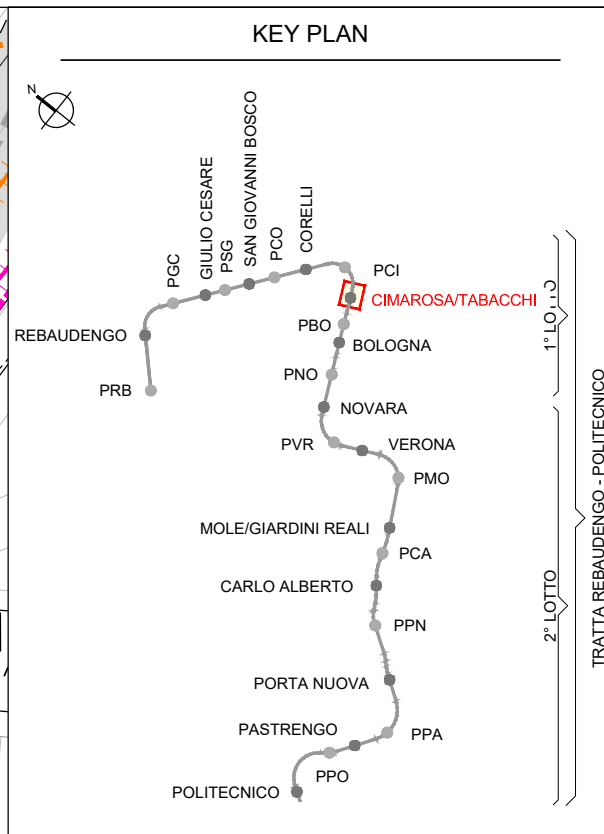 KEY PLAN
N
PGC
GIULIO CESARE
PSG
SAN GIOVANNI BOSCO
PCO
CORELLI
PCI
CIMAROSA/TABACCHI
REBAUDENGO
PBO
BOLOGNA
PRB
PNO
NOVARA
PVR
VERONA
PMO
MOLE/GIARDINI REALI
PCA
CARLO ALBERTO
PPN
PORTA NUOVA
PASTRENGO
PPA
PPO
POLITECNICO
1° LOTTO
2° LOTTO
TRATTA REBAUDENGO - POLITECNICO